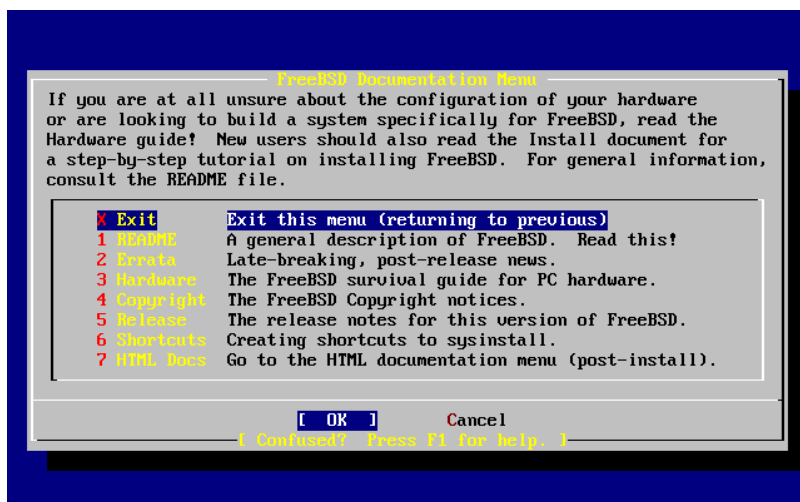 FreeBSD Documentation Menu
If you are at all unsure about the configuration of your hardware
or are looking to build a system specifically for FreeBSD, read the
Hardware guide!  New users should also read the Install document for
a step-by-step tutorial on installing FreeBSD.  For general information,
consult the README file.
X Exit Exit this menu (returning to previous)
1 README A general description of FreeBSD.  Read this!
2 Errata Late-breaking, post-release news.
3 Hardware The FreeBSD survival guide for PC hardware.
4 Copyright The FreeBSD Copyright notices.
5 Release The release notes for this version of FreeBSD.
6 Shortcuts Creating shortcuts to sysinstall.
7 HTML Docs Go to the HTML documentation menu (post-install).
[ OK ] Cancel
[ Confused?  Press F1 for help. ]